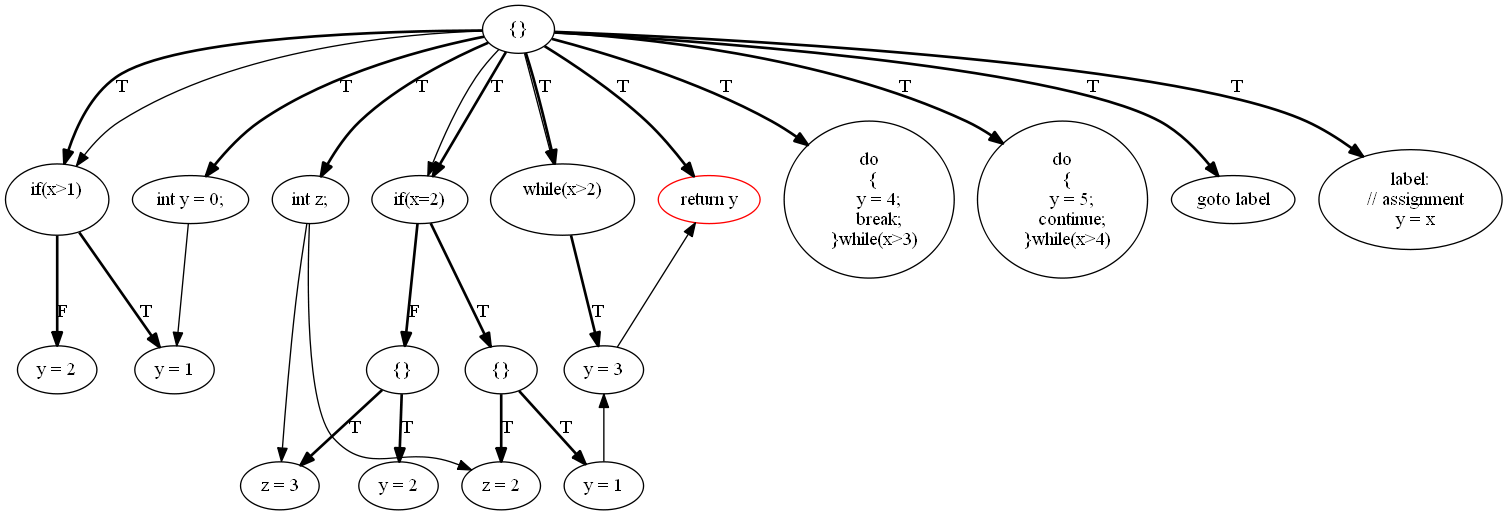 {}
T
T
T
T
T
T
T
T
T
T
if(x>1)
int y = 0;
int z;
if(x=2)
while(x>2)
return y
do
{
y = 4;
break;
}while(x>3)
do
{
y = 5;
continue;
}while(x>4)
goto label
label:
// assignment
y = x
F
T
F
T
T
y = 2
y = 1
{}
{}
y = 3
T
T
T
T
z = 3
y = 2
z = 2
y = 1